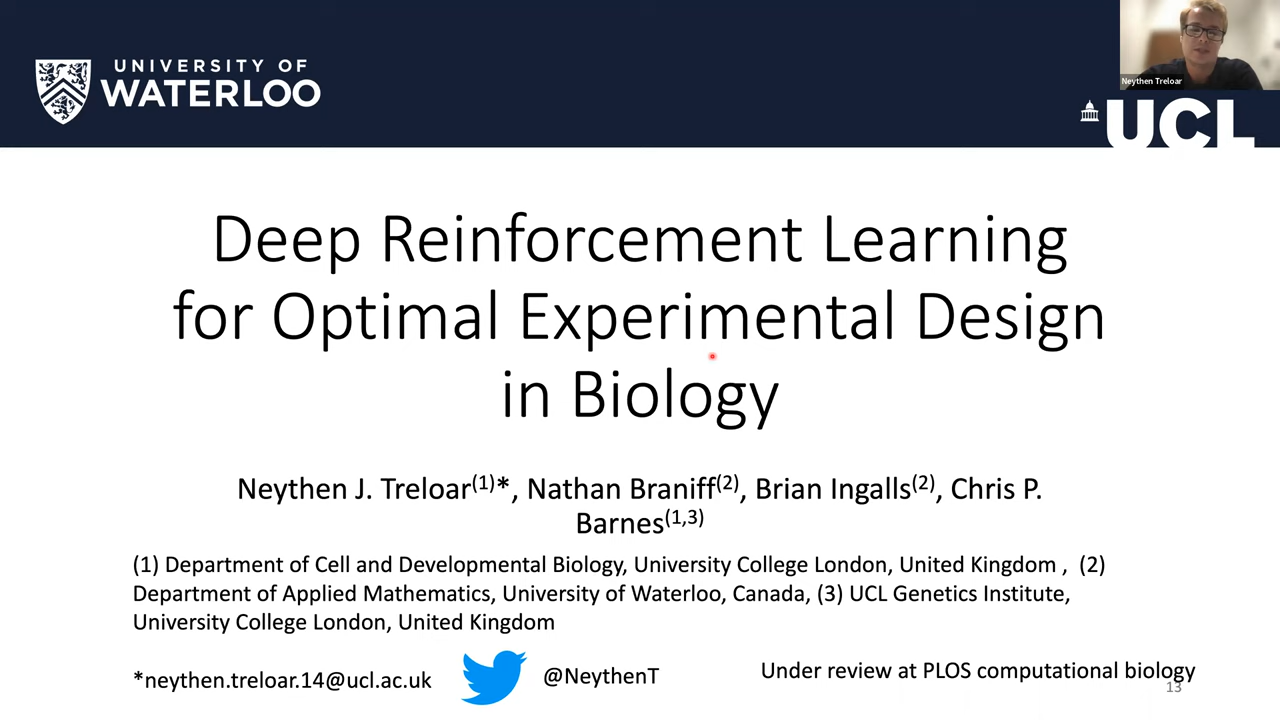 UNIVERSITY OF
WATERLOO
Neythen Treloar
UCL
Deep Reinforcement Learning
for Optimal Experimental Design
in Biology
Neythen J. Treloar(1)*, Nathan Braniff(2), Brian Ingalls(2), Chris P.
Barnes(1,3)
(1) Department of Cell and Developmental Biology, University College London, United Kingdom , (2)
Department of Applied Mathematics, University of Waterloo, Canada, (3) UCL Genetics Institute,
University College London, United Kingdom
*neythen.treloar.14@ucl.ac.uk
@NeythenT
Under review at PLOS computational biology
13